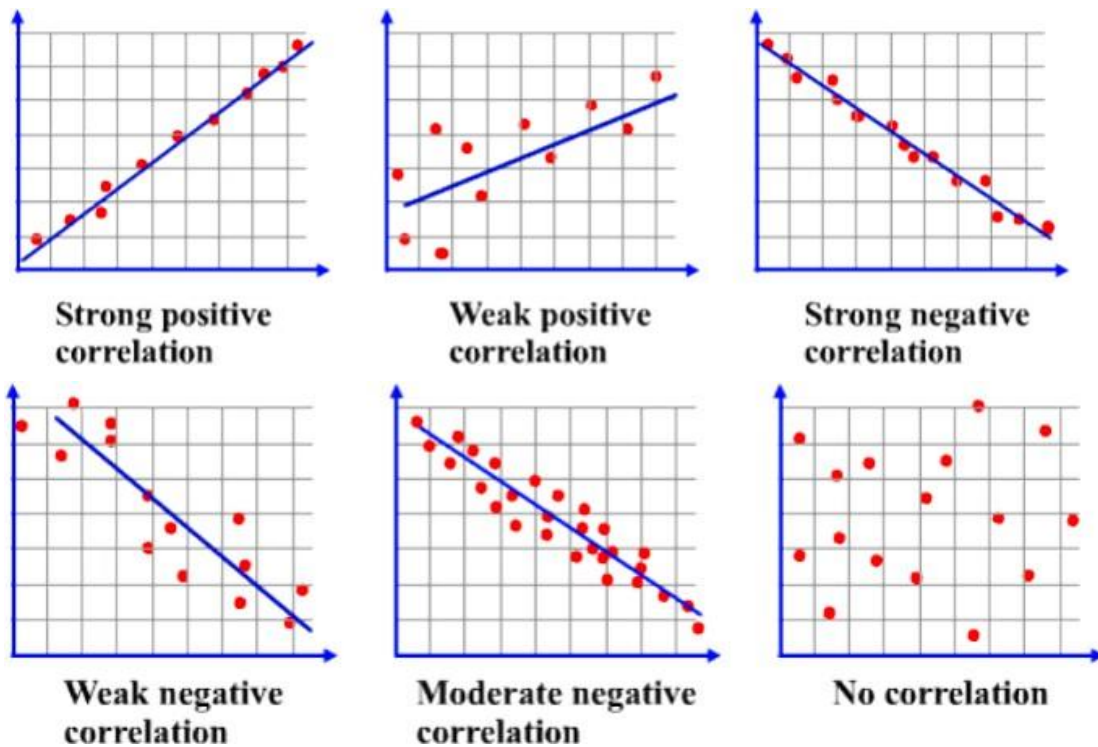 Strong positive
correlation
Weak positive
correlation
Strong negative
correlation
Weak negative
correlation
Moderate negative
correlation
No correlation